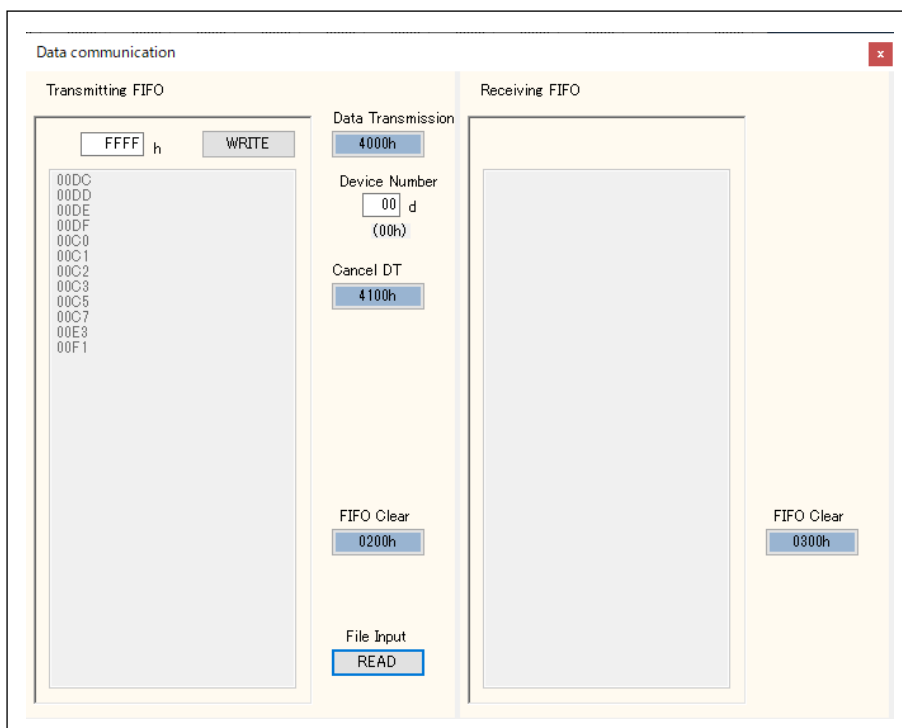 Data communication
x
Transmitting FIFO
FFFF h
WRITE
00DC
00DD
00DE
00DF
00C0
00C1
00C2
00C3
00C5
00C7
00E3
00F1
Data Transmission
4000h
Device Number
00 d
(00h)
Cancel DT
4100h
FIFO Clear
0200h
File Input
READ
Receiving FIFO
FIFO Clear
0300h